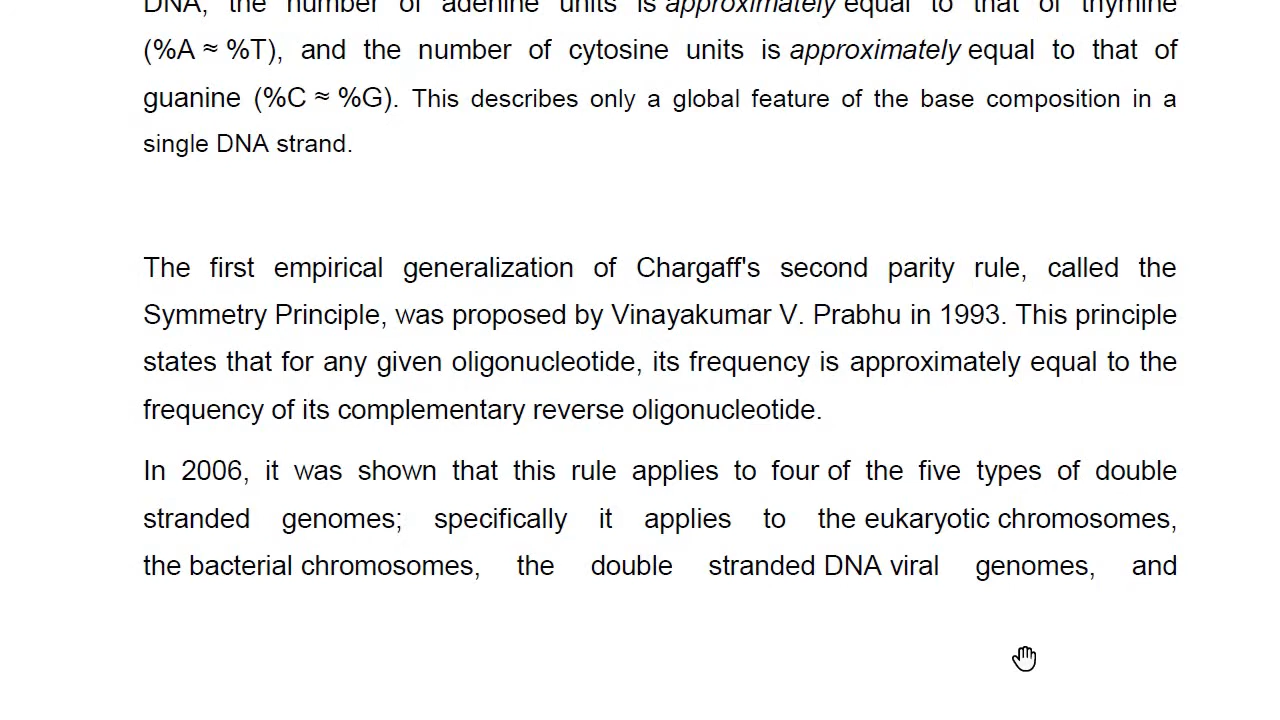 DNA, the number of adenine units is approximately equal to that of thymine
(%A ≈ %T), and the number of cytosine units is approximately equal to that of
guanine (%C ≈ %G). This describes only a global feature of the base composition in a
single DNA strand.
The first empirical generalization of Chargaff's second parity rule, called the
Symmetry Principle, was proposed by Vinayakumar V. Prabhu in 1993. This principle
states that for any given oligonucleotide, its frequency is approximately equal to the
frequency of its complementary reverse oligonucleotide.
In 2006, it was shown that this rule applies to four of the five types of double
stranded genomes; specifically it applies to the eukaryotic chromosomes,
the bacterial chromosomes, the double stranded DNA viral genomes, and